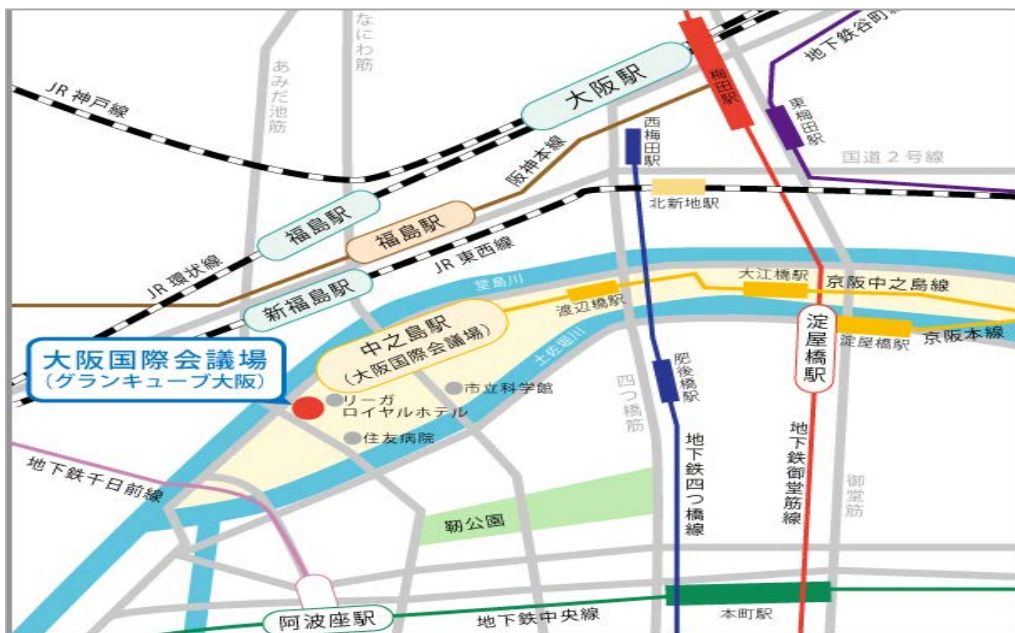 なにわ筋
あみだ池筋
JR 神戸線
大阪駅
梅田駅
地下鉄谷町線
東梅田駅
西梅田駅
国道２号線
阪神本線
北新地駅
福島駅
福島駅
JR 東西線
JR 環状線
新福島駅
堂島川
渡辺橋駅
大江橋駅
京阪中之島線
中之島駅
(大阪国際会議場)
土佐堀川
淀屋橋駅
淀屋橋駅
京阪本線
大阪国際会議場
(グランキューブ大阪)
リーガ
ロイヤルホテル
市立科学館
住友病院
四つ橋筋
肥後橋駅
地下鉄四つ橋線
地下鉄御堂筋線
御堂筋
地下鉄千日前線
靭公園
阿波座駅
地下鉄中央線
本町駅